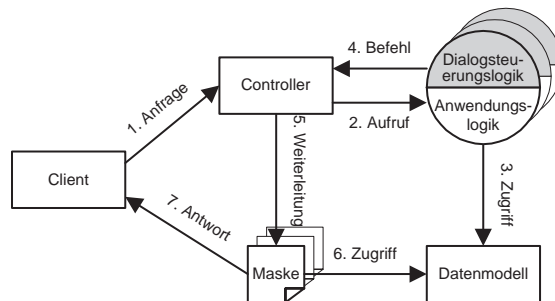 4. Befehl
Dialogsteu-
erungslogik
Controller
1. Anfrage
2. Aufruf
Anwendungs-
logik
5. Weiterleitung
3. Zugriff
Client
7. Antwort
Maske
6. Zugriff
Datenmodell